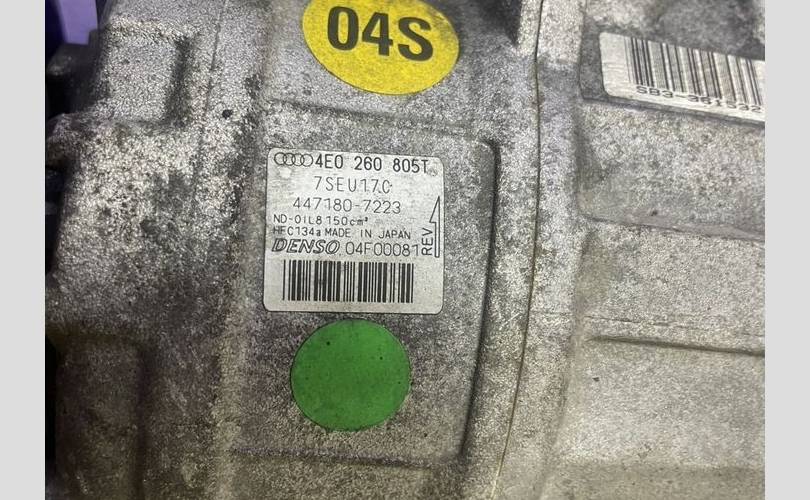 04S
4E0 260 805T
7SEU17C
447180-7223
ND-OIL8 150cm³
HFC134a MADE IN JAPAN
DENSO 04F00081
REV